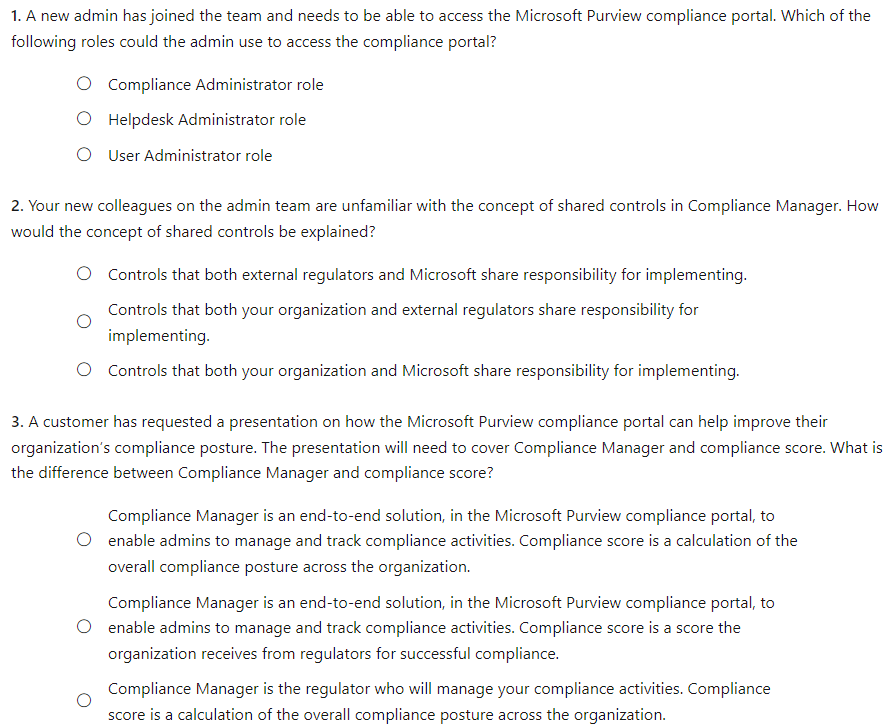 1. A new admin has joined the team and needs to be able to access the Microsoft Purview compliance portal. Which of the
following roles could the admin use to access the compliance portal?
Compliance Administrator role
Helpdesk Administrator role
User Administrator role
2. Your new colleagues on the admin team are unfamiliar with the concept of shared controls in Compliance Manager. How
would the concept of shared controls be explained?
Controls that both external regulators and Microsoft share responsibility for implementing.
Controls that both your organization and external regulators share responsibility for
implementing.
Controls that both your organization and Microsoft share responsibility for implementing.
3. A customer has requested a presentation on how the Microsoft Purview compliance portal can help improve their
organization's compliance posture. The presentation will need to cover Compliance Manager and compliance score. What is
the difference between Compliance Manager and compliance score?
Compliance Manager is an end-to-end solution, in the Microsoft Purview compliance portal, to
enable admins to manage and track compliance activities. Compliance score is a calculation of the
overall compliance posture across the organization.
Compliance Manager is an end-to-end solution, in the Microsoft Purview compliance portal, to
enable admins to manage and track compliance activities. Compliance score is a score the
organization receives from regulators for successful compliance.
Compliance Manager is the regulator who will manage your compliance activities. Compliance
score is a calculation of the overall compliance posture across the organization.